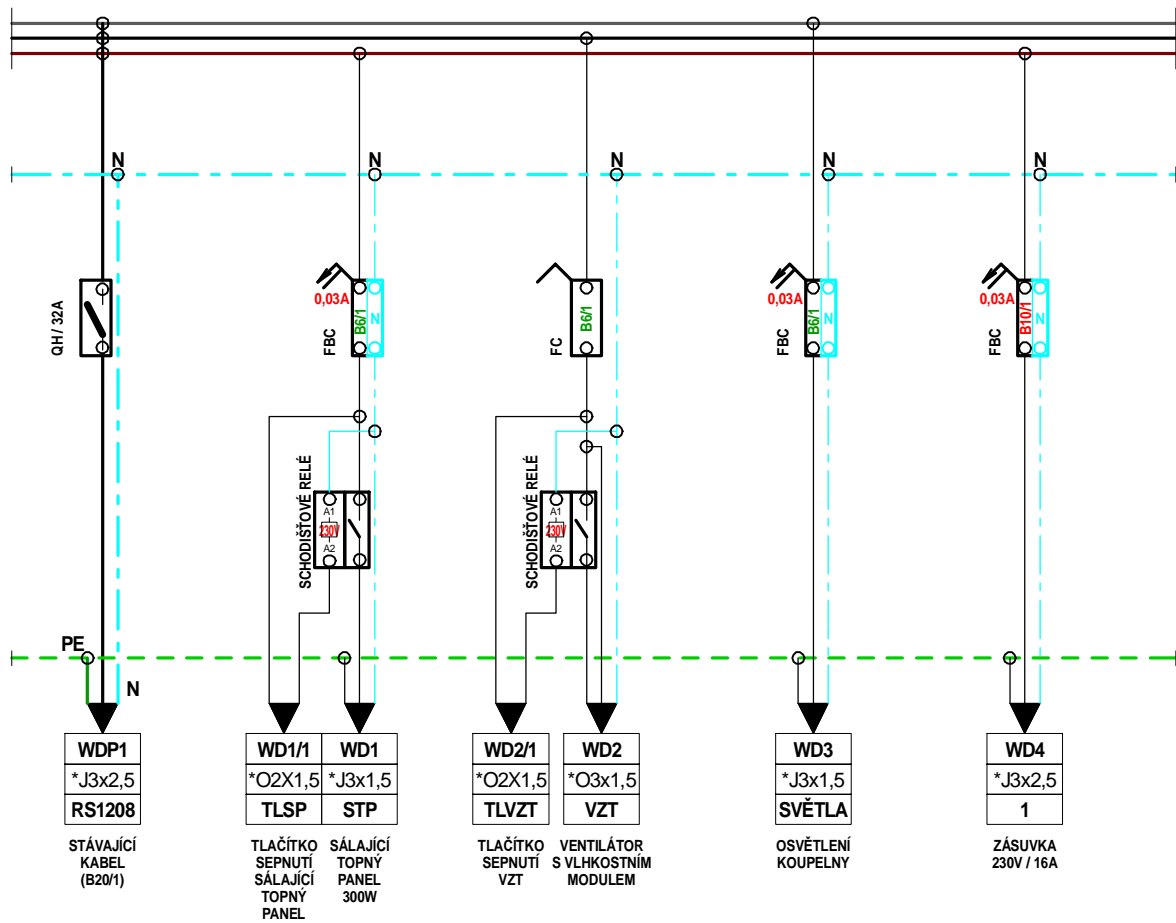 N
N
N
N
N
QH / 32A
0,03A
FBC
B6/1
N
FC
B6/1
0,03A
FBC
B6/1
N
0,03A
FBC
B10/1
N
SCHODIŠŤOVÉ RELÉ
A1
230V
A2
SCHODIŠŤOVÉ RELÉ
A1
230V
A2
PE
N
WDP1
*J3x2,5
RS1208
STÁVAJÍCÍ
KABEL
(B20/1)
WD1/1
*O2X1,5
TLSP
TLAČÍTKO
SEPNUTÍ
SÁLAJÍCÍ
TOPNÝ
PANEL
WD1
*J3x1,5
STP
SÁLAJÍCÍ
TOPNÝ
PANEL
300W
WD2/1
*O2X1,5
TLVZT
TLAČÍTKO
SEPNUTÍ
VZT
WD2
*O3x1,5
VZT
VENTILÁTOR
S VLHKOSTNÍM
MODULEM
WD3
*J3x1,5
SVĚTLA
OSVĚTLENÍ
KOUPELNY
WD4
*J3x2,5
1
ZÁSUVKA
230V / 16A